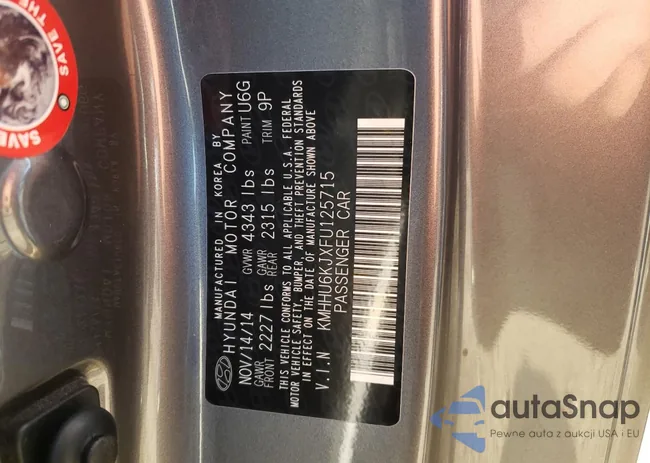 MANUFACTURED IN KOREA BY
HYUNDAI MOTOR COMPANY
NOV/14/14 GVWR 4343 lbs PAINT U6G
GAWR FRONT 2227 lbs GAWR REAR 2315 lbs TRIM 9P
THIS VEHICLE CONFORMS TO ALL APPLICABLE U.S.A. FEDERAL
MOTOR VEHICLE SAFETY, BUMPER, AND THEFT PREVENTION STANDARDS
IN EFFECT ON THE DATE OF MANUFACTURE SHOWN ABOVE
V.I.N KMHHU6KJXFU125715
PASSENGER CAR
SAVE THE
SAVE
autaSnap
Pewne auta z aukcji USA i EU